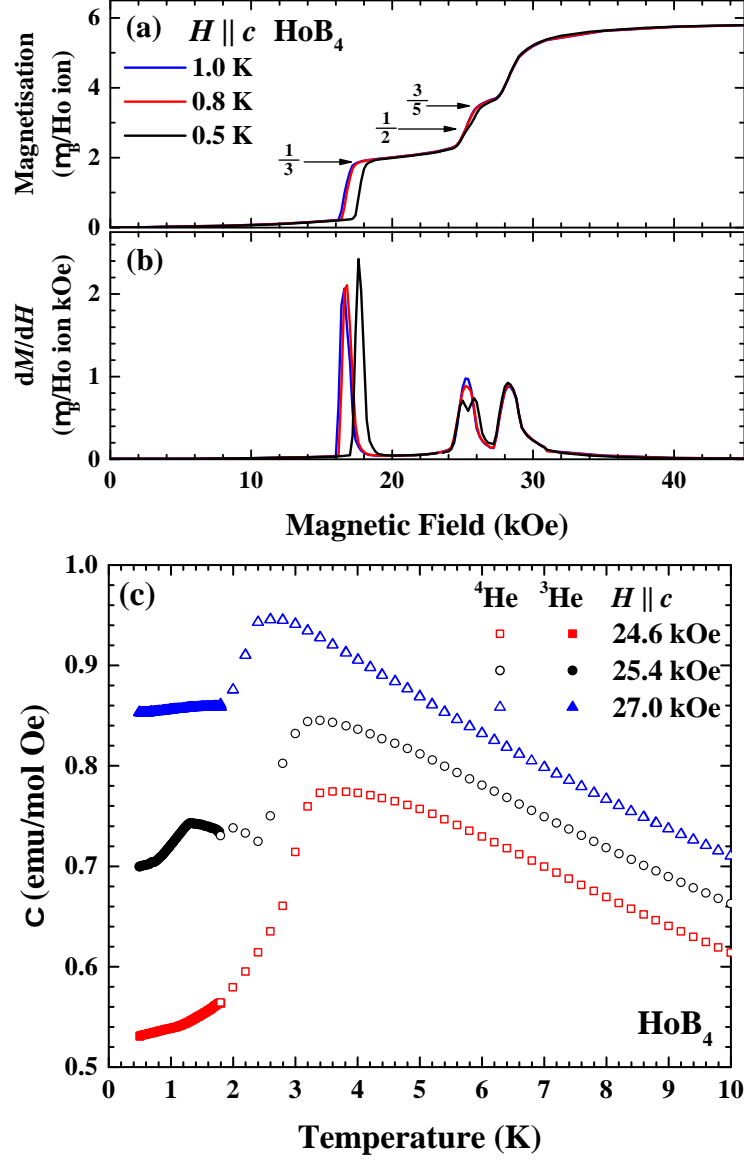 (a) H || c HoB4
1.0 K
0.8 K
0.5 K
1/3
1/2
3/5
Magnetisation
(mB/Ho ion)
0
2
4
6
(b)
dM/dH
(mB/Ho ion kOe)
0
1
2
0 10 20 30 40
Magnetic Field (kOe)
(c)
4He 3He H || c
24.6 kOe
25.4 kOe
27.0 kOe
c (emu/mol Oe)
1.0
0.9
0.8
0.7
0.6
0.5
HoB4
0 1 2 3 4 5 6 7 8 9 10
Temperature (K)